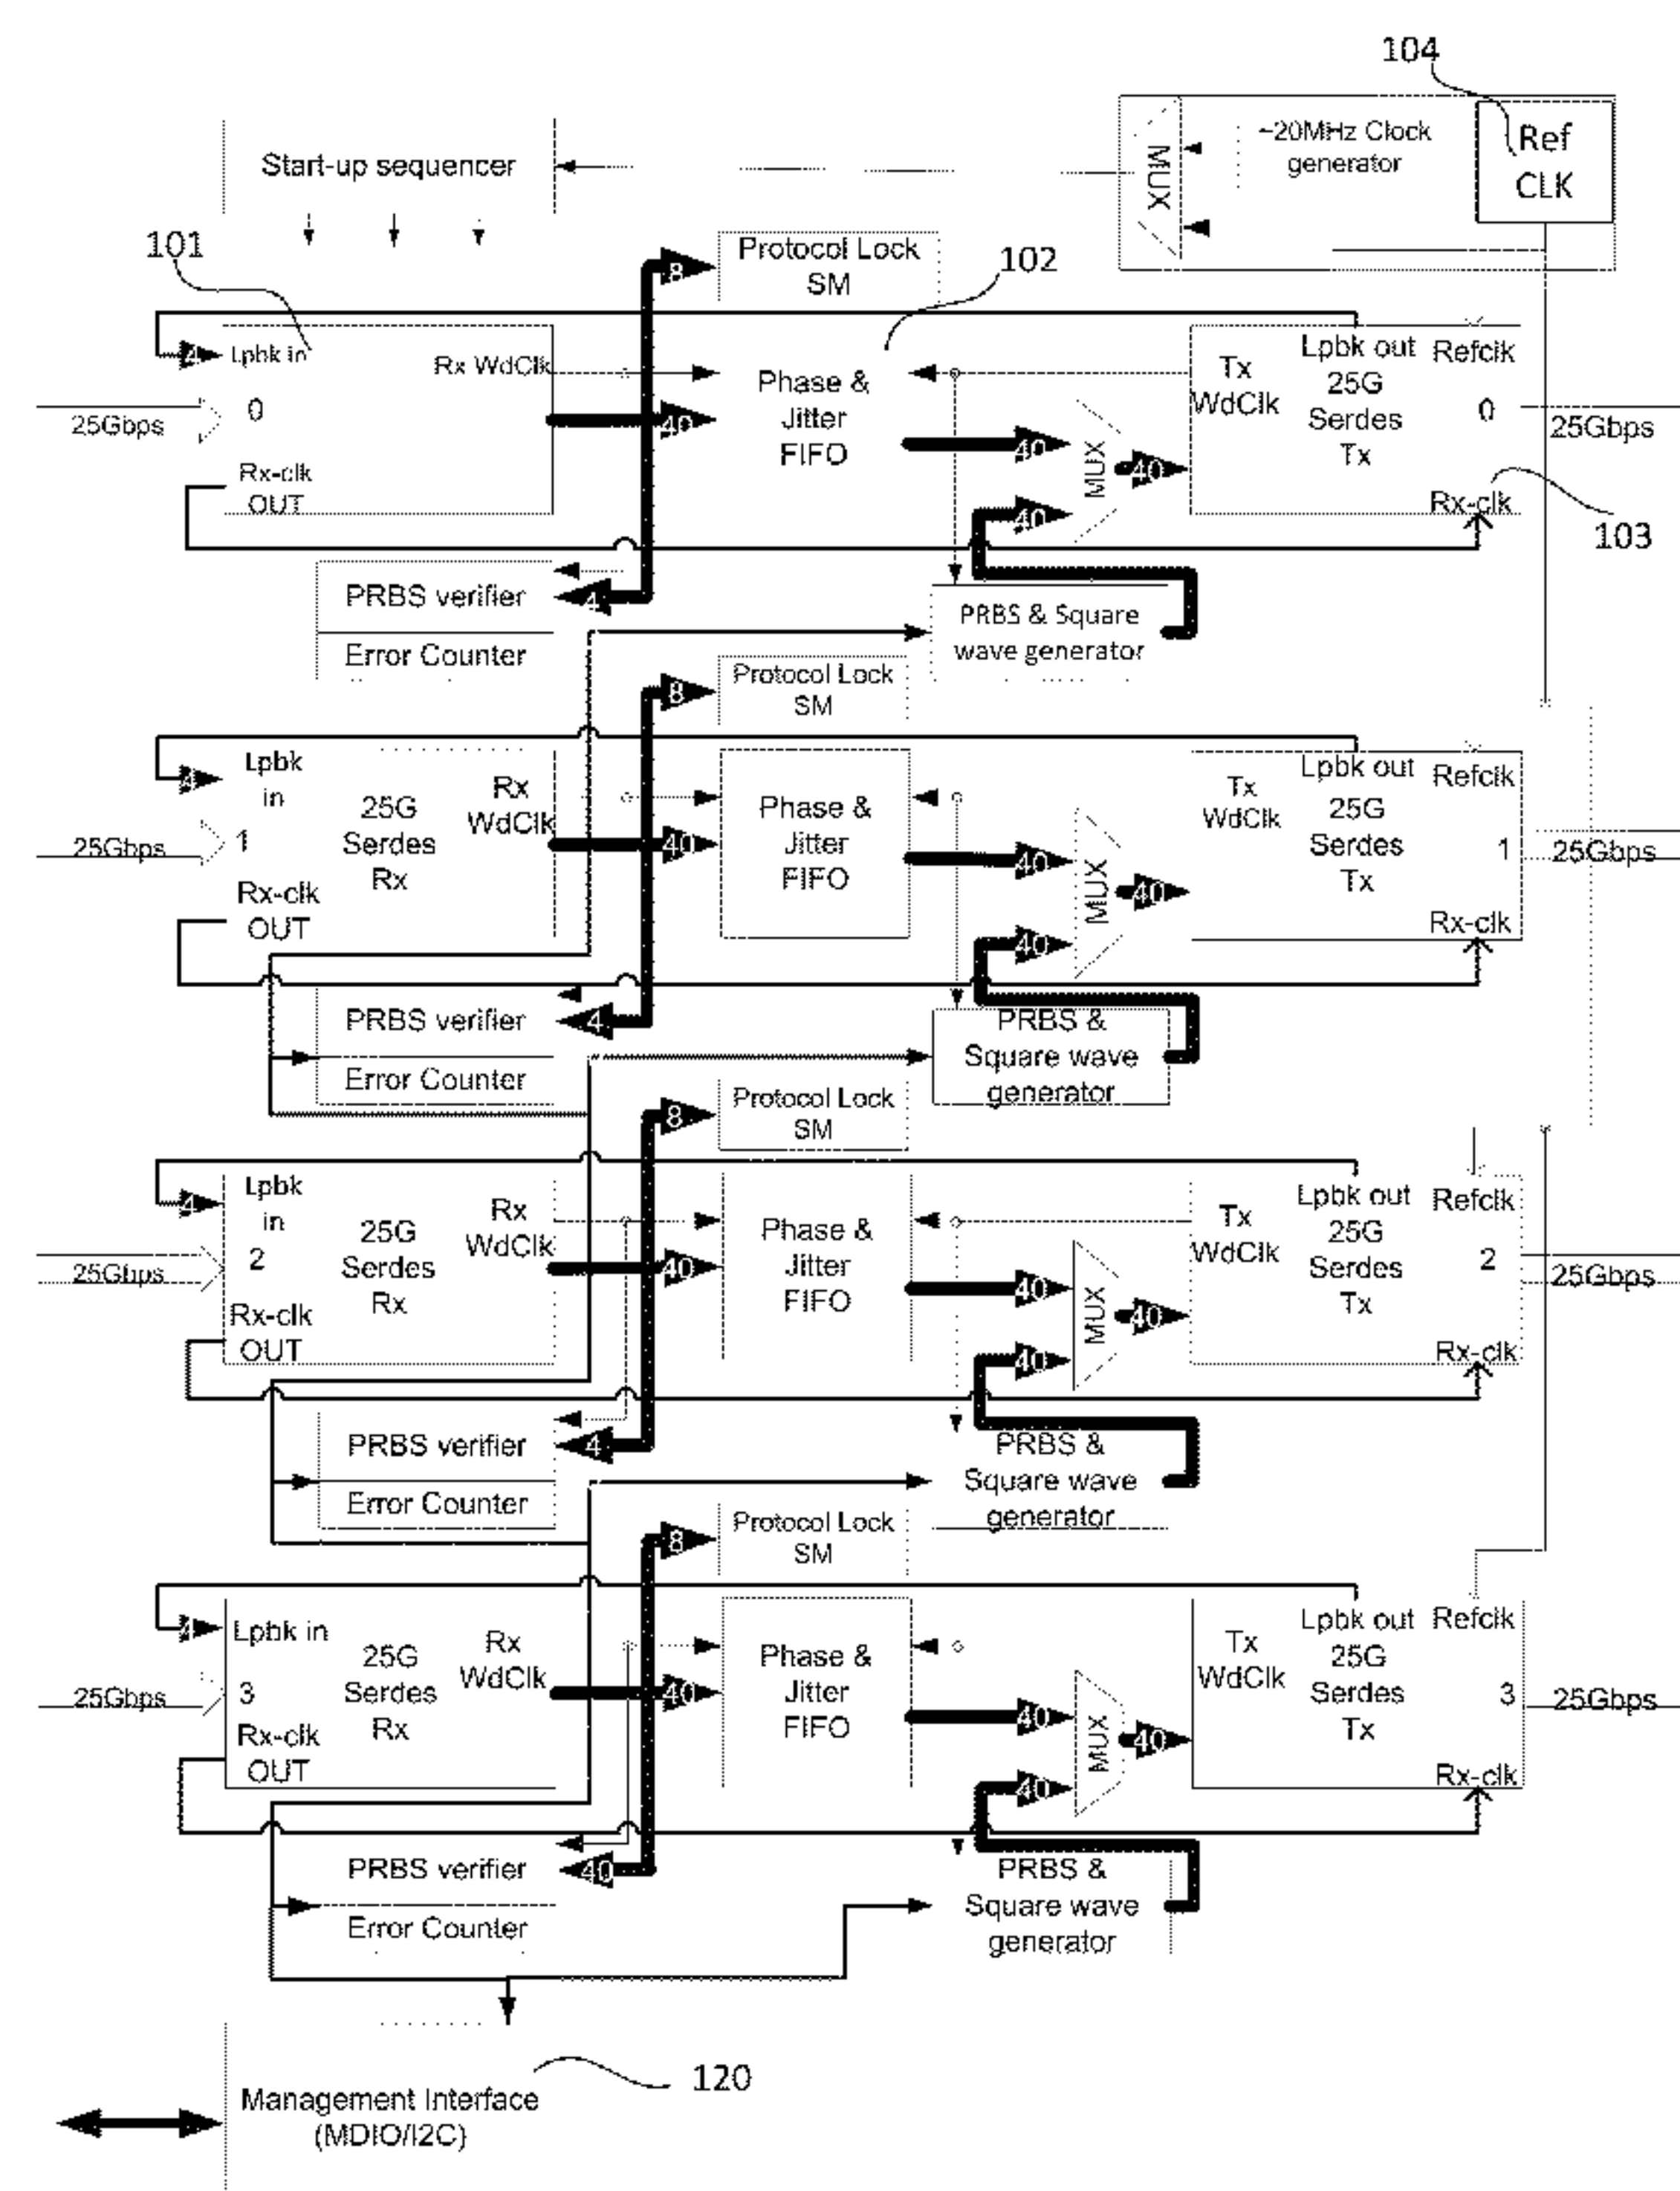 104
~20MHz Clock
generator
Ref
CLK
MUX
Start-up sequencer
101
Protocol Lock
SM
102
8
4
Lpbk in
Rx WdClk
0
25Gbps
Rx-clk
OUT
40
Phase &
Jitter
FIFO
40
40
MUX
40
Tx
WdClk
Lpbk out
25G
Serdes
Tx
Refclk
0
25Gbps
Rx-clk
103
PRBS verifier
4
Error Counter
PRBS & Square
wave generator
Protocol Lock
SM
8
4
Lpbk
in
25Gbps
1
25G
Serdes
Rx
Rx
WdClk
Rx-clk
OUT
40
Phase &
Jitter
FIFO
40
40
MUX
40
Tx
WdClk
Lpbk out
25G
Serdes
Tx
Refclk
1
25Gbps
Rx-clk
PRBS verifier
4
Error Counter
PRBS &
Square wave
generator
Protocol Lock
SM
8
4
Lpbk
in
25Gbps
2
25G
Serdes
Rx
Rx
WdClk
Rx-clk
OUT
40
Phase &
Jitter
FIFO
40
40
MUX
40
Tx
WdClk
Lpbk out
25G
Serdes
Tx
Refclk
2
25Gbps
Rx-clk
PRBS verifier
4
Error Counter
PRBS &
Square wave
generator
Protocol Lock
SM
8
4
Lpbk in
25Gbps
3
25G
Serdes
Rx
Rx
WdClk
Rx-clk
OUT
40
Phase &
Jitter
FIFO
40
40
MUX
40
Tx
WdClk
Lpbk out
25G
Serdes
Tx
Refclk
3
25Gbps
Rx-clk
PRBS verifier
40
Error Counter
PRBS &
Square wave
generator
120
Management Interface
(MDIO/I2C)